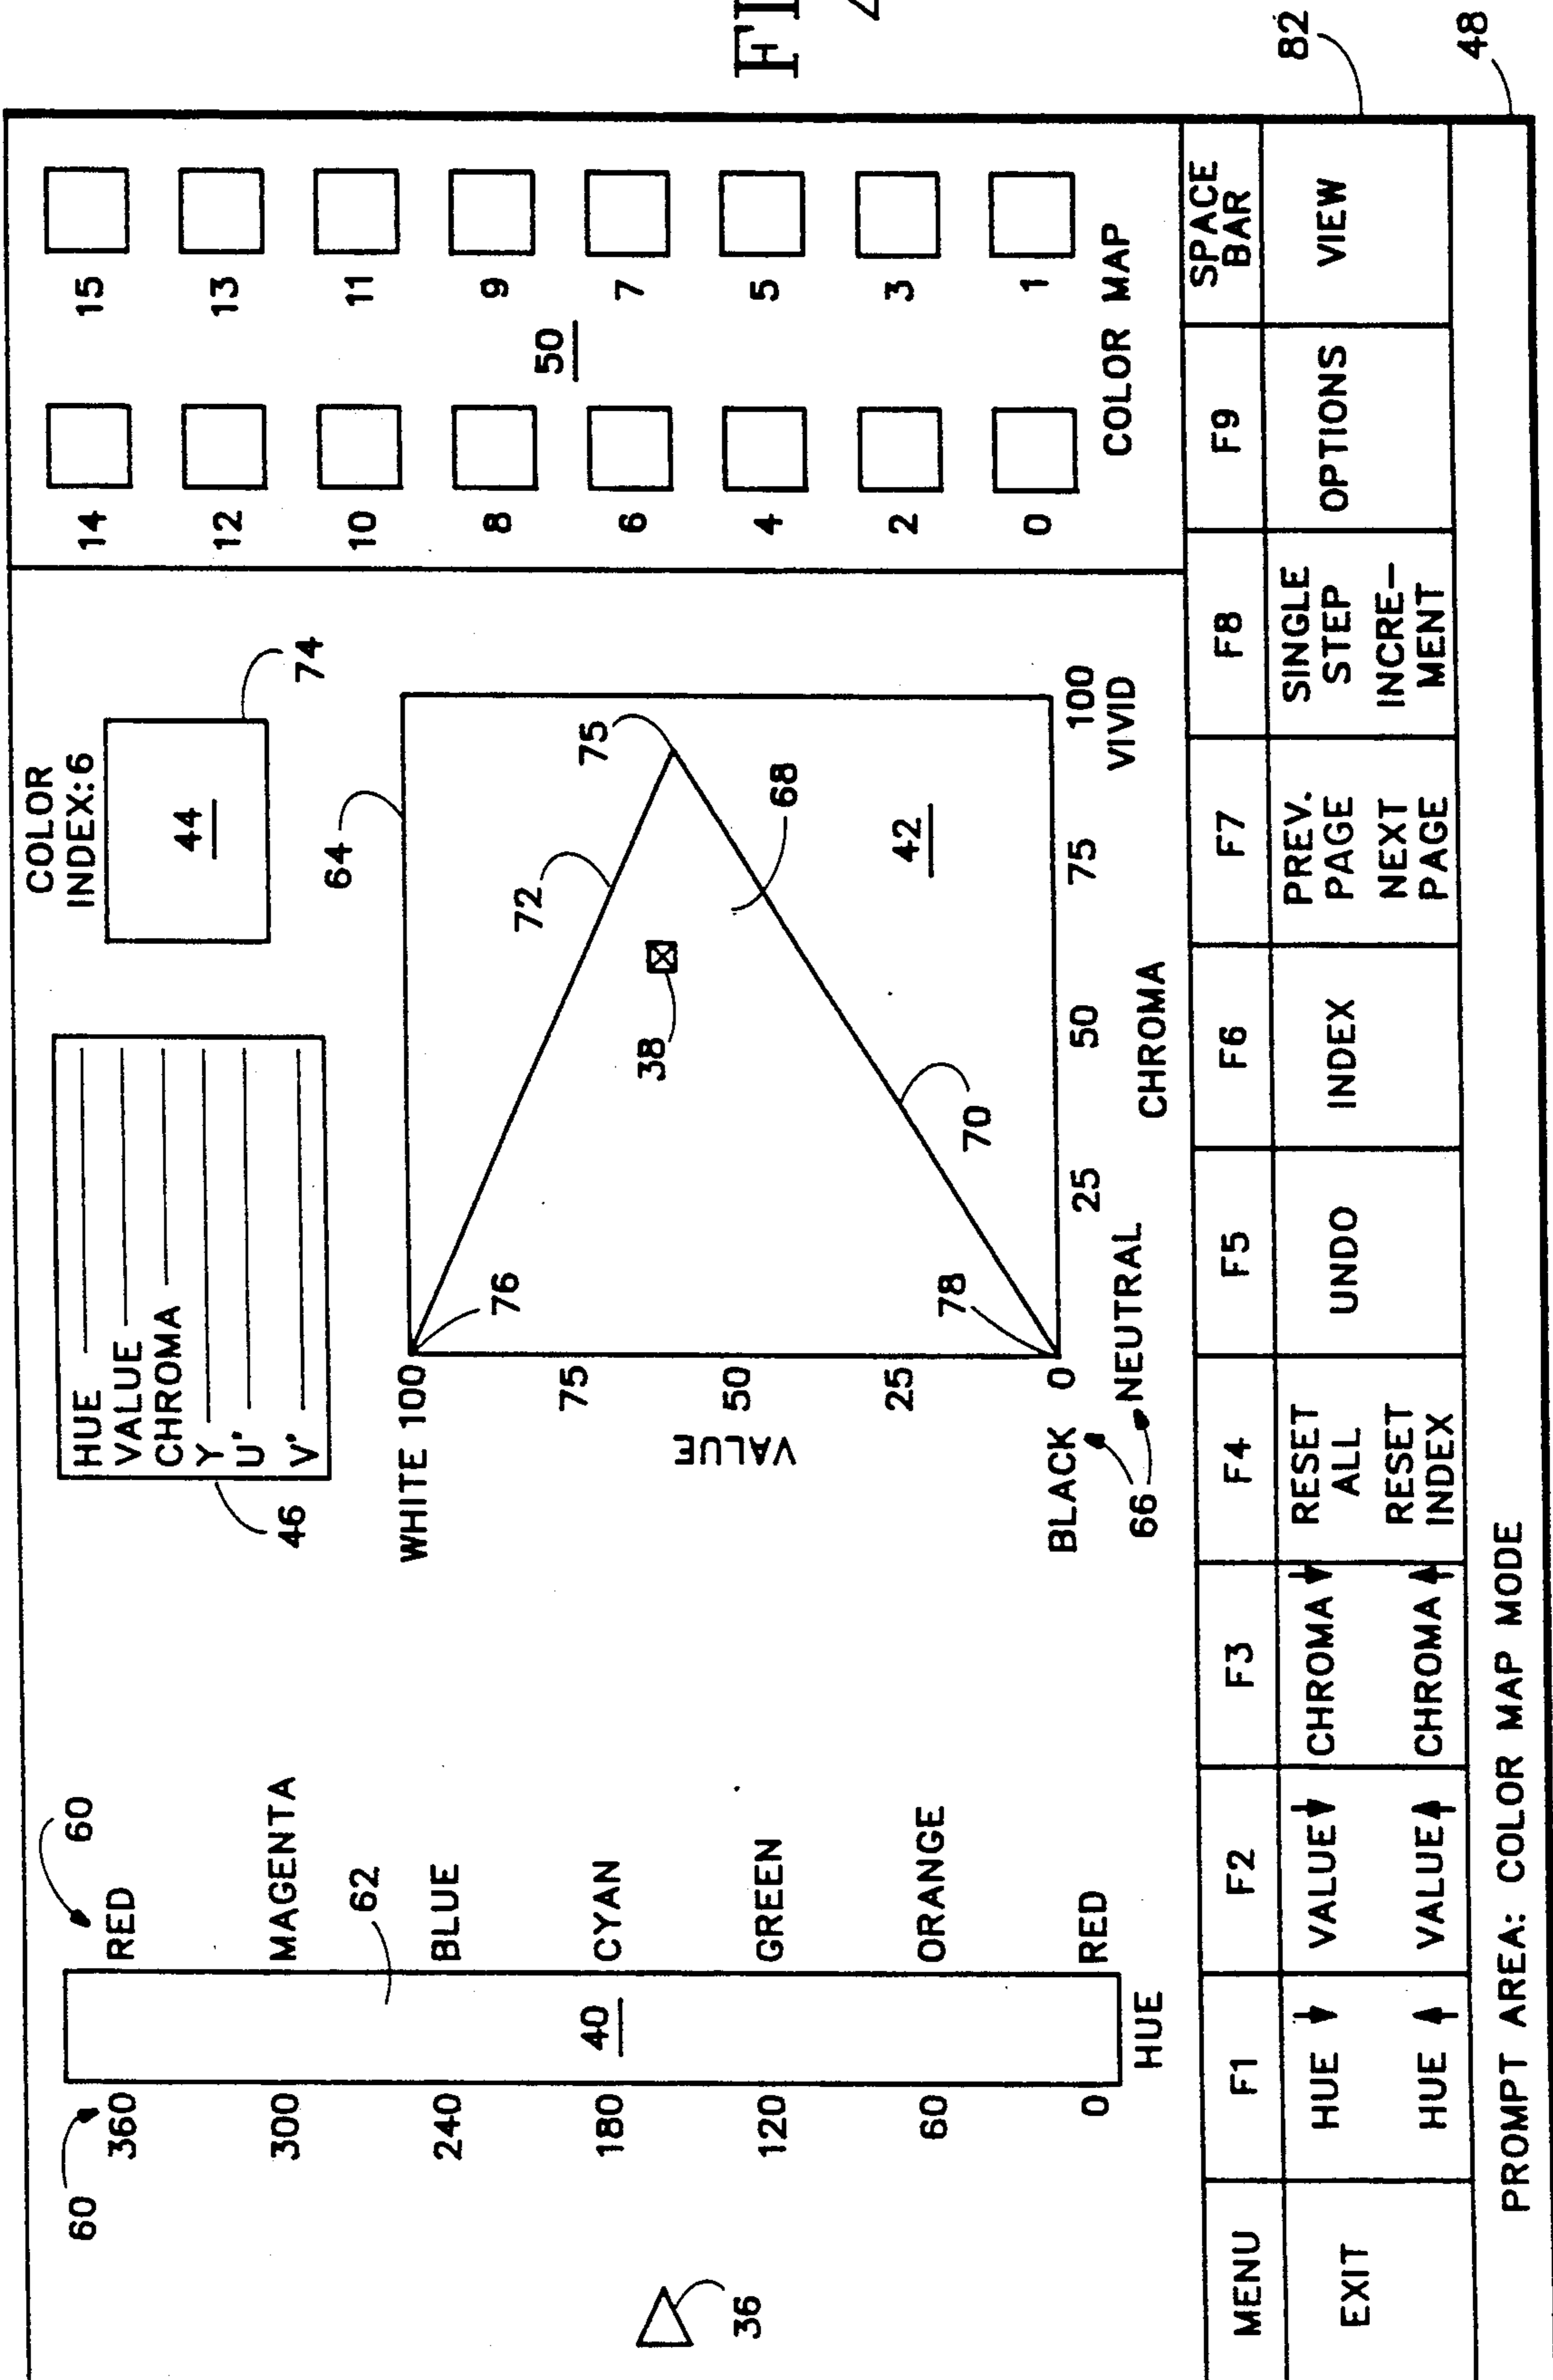 FI
60
60
360
RED
300
MAGENTA
62
240
BLUE
180
40
CYAN
120
GREEN
60
ORANGE
0
RED
HUE
36
HUE
VALUE
CHROMA
Y
U'
V'
46
COLOR
INDEX:6
44
74
64
WHITE 100
75
50
25
0
VALUE
BLACK
66
NEUTRAL
76
78
72
75
38
68
70
42
25
50
75
100
VIVID
CHROMA
14
15
12
13
10
11
50
8
9
6
7
4
5
2
3
0
1
COLOR MAP
MENU
F1
F2
F3
F4
F5
F6
F7
F8
F9
SPACE
BAR
EXIT
HUE
HUE
VALUE
VALUE
CHROMA
CHROMA
RESET
ALL
RESET
INDEX
UNDO
INDEX
PREV.
PAGE
NEXT
PAGE
SINGLE
STEP
INCRE-
MENT
OPTIONS
VIEW
82
PROMPT AREA: COLOR MAP MODE
48